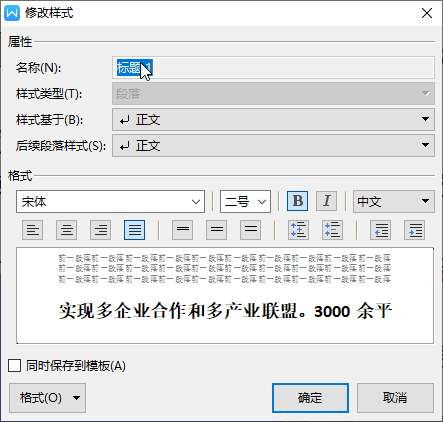 修改样式
属性
名称(N): 标题 1
样式类型(T): 段落
样式基于(B): 正文
后续段落样式(S): 正文
格式
宋体 二号 B I 中文
前一段落前一段落前一段落前一段落前一段落前一段落前一段落前一段落前一段落前一段落
前一段落前一段落前一段落前一段落前一段落前一段落前一段落前一段落前一段落前一段落
前一段落前一段落前一段落前一段落前一段落前一段落前一段落前一段落前一段落前一段落
实现多企业合作和多产业联盟。3000 余平
同时保存到模板(A)
格式(O) 确定 取消